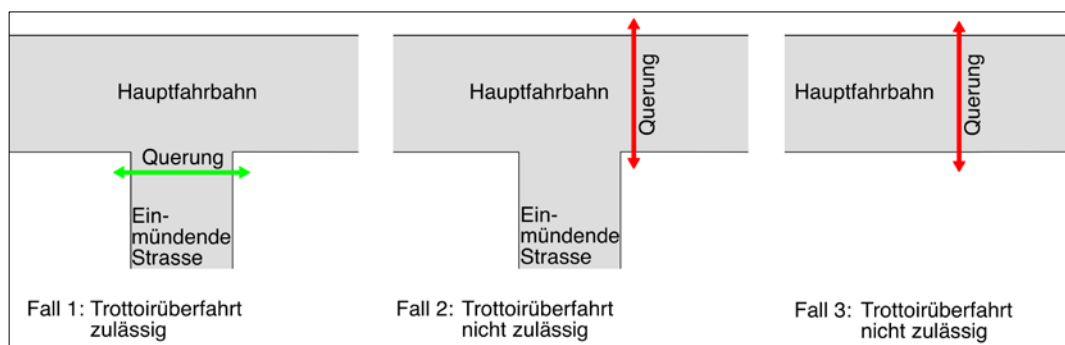 Hauptfahrbahn
Querung
Ein-
mündende
Strasse
Fall 1: Trottoirüberfahrt
zulässig
Hauptfahrbahn
Querung
Ein-
mündende
Strasse
Fall 2: Trottoirüberfahrt
nicht zulässig
Hauptfahrbahn
Querung
Fall 3: Trottoirüberfahrt
nicht zulässig